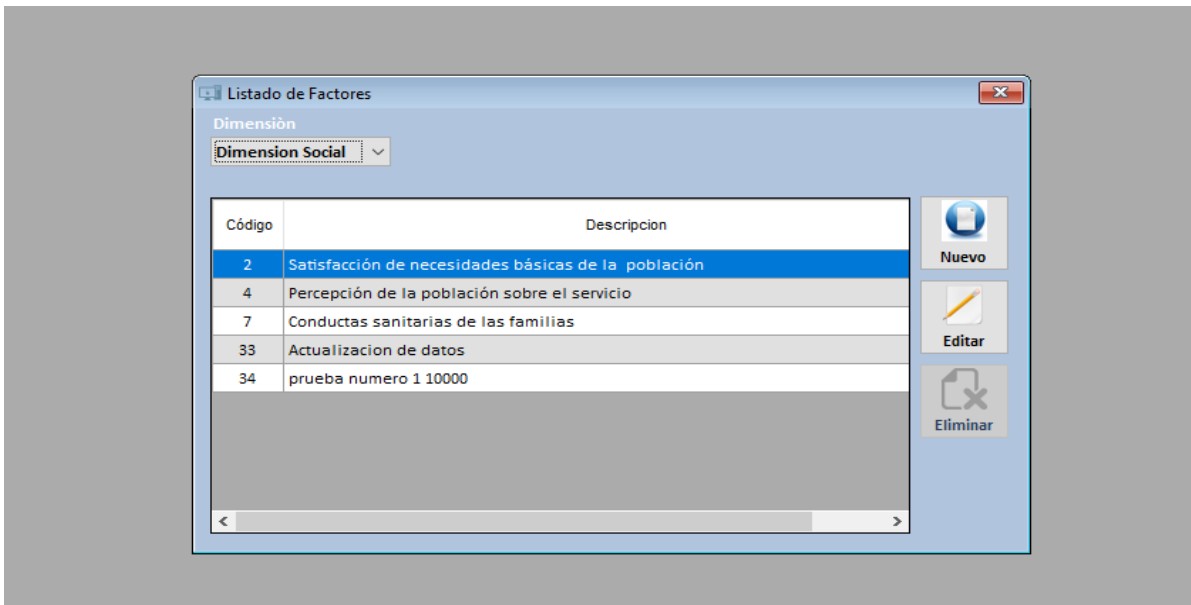 Listado de Factores
Dimensiòn
Dimension Social
Código Descripcion
2 Satisfacción de necesidades básicas de la  población
4 Percepción de la población sobre el servicio
7 Conductas sanitarias de las familias
33 Actualizacion de datos
34 prueba numero 1 10000
Nuevo
Editar
Eliminar